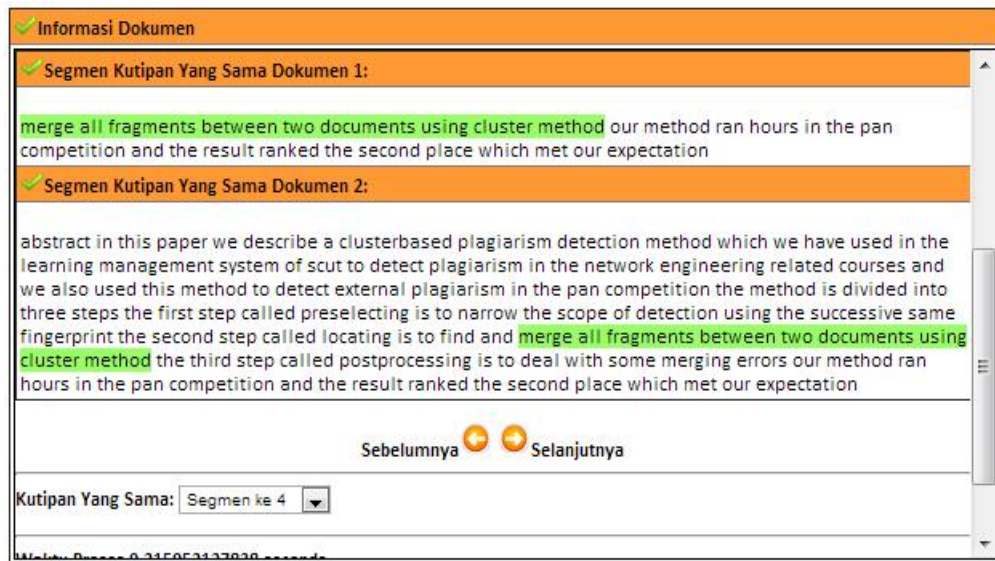 Informasi Dokumen
Segmen Kutipan Yang Sama Dokumen 1:
merge all fragments between two documents using cluster method our method ran hours in the pan
competition and the result ranked the second place which met our expectation
Segmen Kutipan Yang Sama Dokumen 2:
abstract in this paper we describe a clusterbased plagiarism detection method which we have used in the
learning management system of scut to detect plagiarism in the network engineering related courses and
we also used this method to detect external plagiarism in the pan competition the method is divided into
three steps the first step called preselecting is to narrow the scope of detection using the successive same
fingerprint the second step called locating is to find and merge all fragments between two documents using
cluster method the third step called postprocessing is to deal with some merging errors our method ran
hours in the pan competition and the result ranked the second place which met our expectation
Sebelumnya Selanjutnya
Kutipan Yang Sama: Segmen ke 4
Waktu Proses